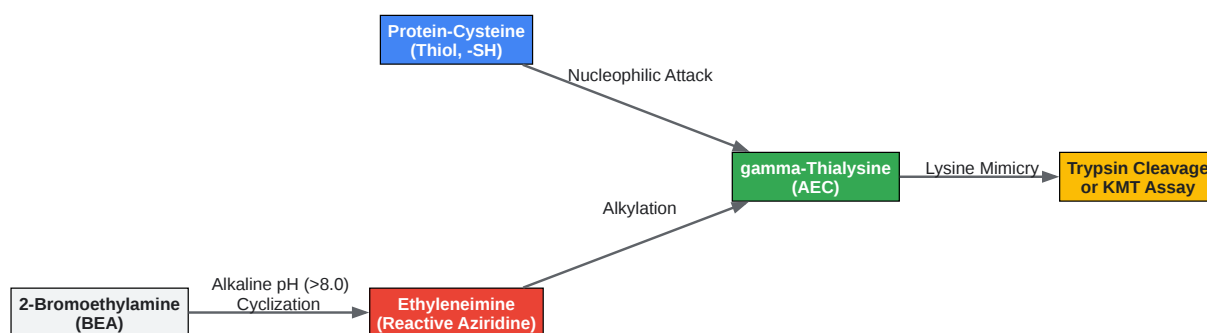 Protein-Cysteine
(Thiol, -SH)
Nucleophilic Attack
gamma-Thialysine
(AEC)
Lysine Mimicry
Trypsin Cleavage
or KMT Assay
Alkylation
2-Bromoethylamine
(BEA)
Alkaline pH (>8.0)
Cyclization
Ethyleneimine
(Reactive Aziridine)